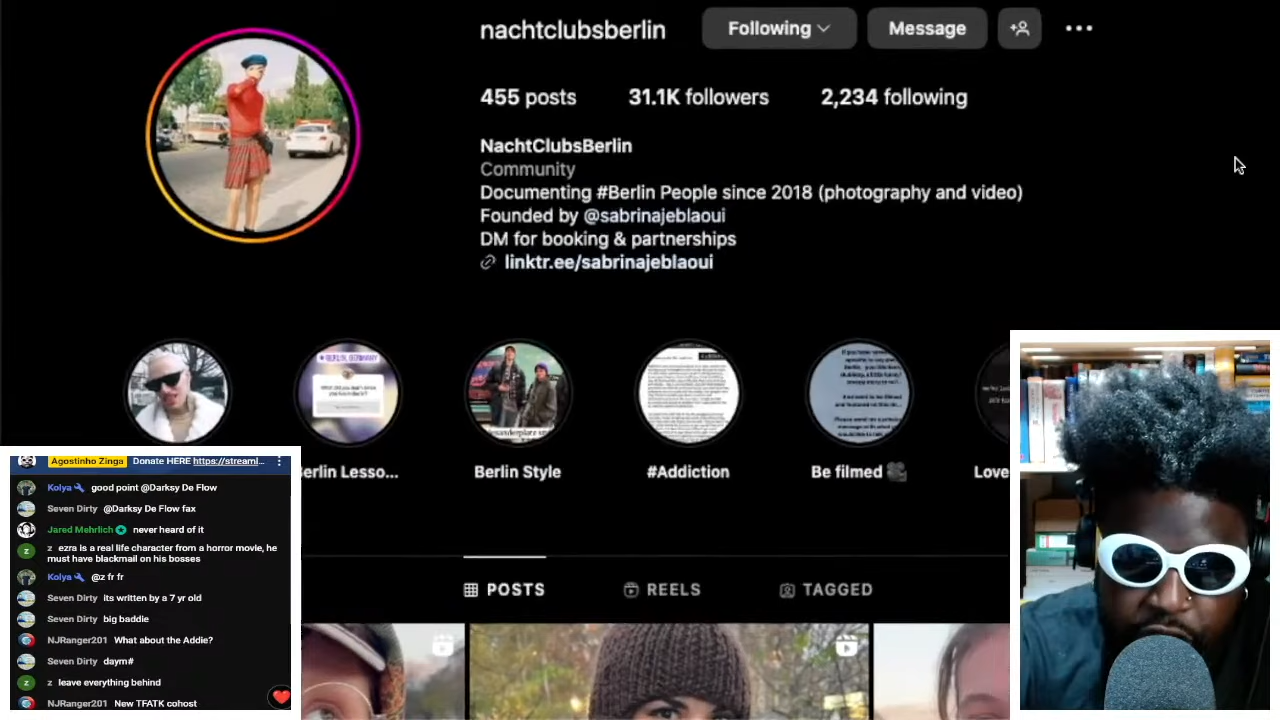 nachtclubsberlin
Following
Message
455 posts
31.1K followers
2,234 following
NachtClubsBerlin
Community
Documenting #Berlin People since 2018 (photography and video)
Founded by @sabrinajeblaoui
DM for booking & partnerships
linktr.ee/sabrinajeblaoui
erlin Lesso...
Berlin Style
#Addiction
Be filmed
Love
POSTS
REELS
TAGGED
Agostinho Zinga Donate HERE https://streaml...
Kolya good point @Darksy De Flow
Seven Dirty @Darksy De Flow fax
Jared Mehrlich never heard of it
z ezra is a real life character from a horror movie, he
must have blackmail on his bosses
Kolya @z fr fr
Seven Dirty its written by a 7 yr old
Seven Dirty big baddie
NJRanger201 What about the Addie?
Seven Dirty daym#
z leave everything behind
NJRanger201 New TFATK cohost